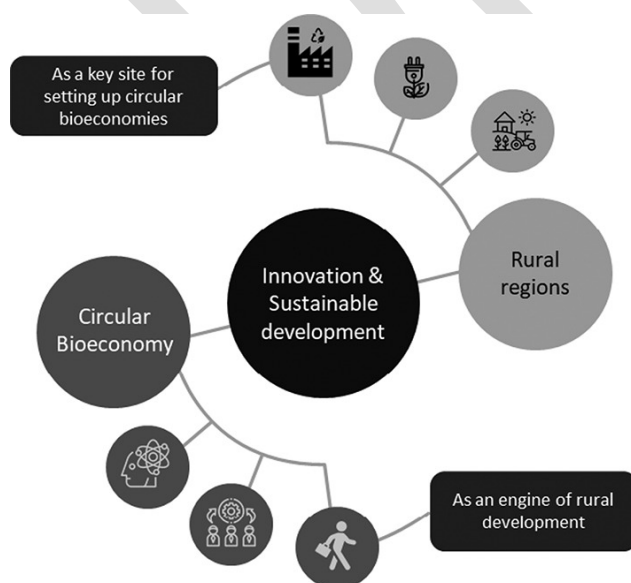 As a key site for
setting up circular
bioeconomies
Rural
regions
Innovation &
Sustainable
development
Circular
Bioeconomy
As an engine of rural
development